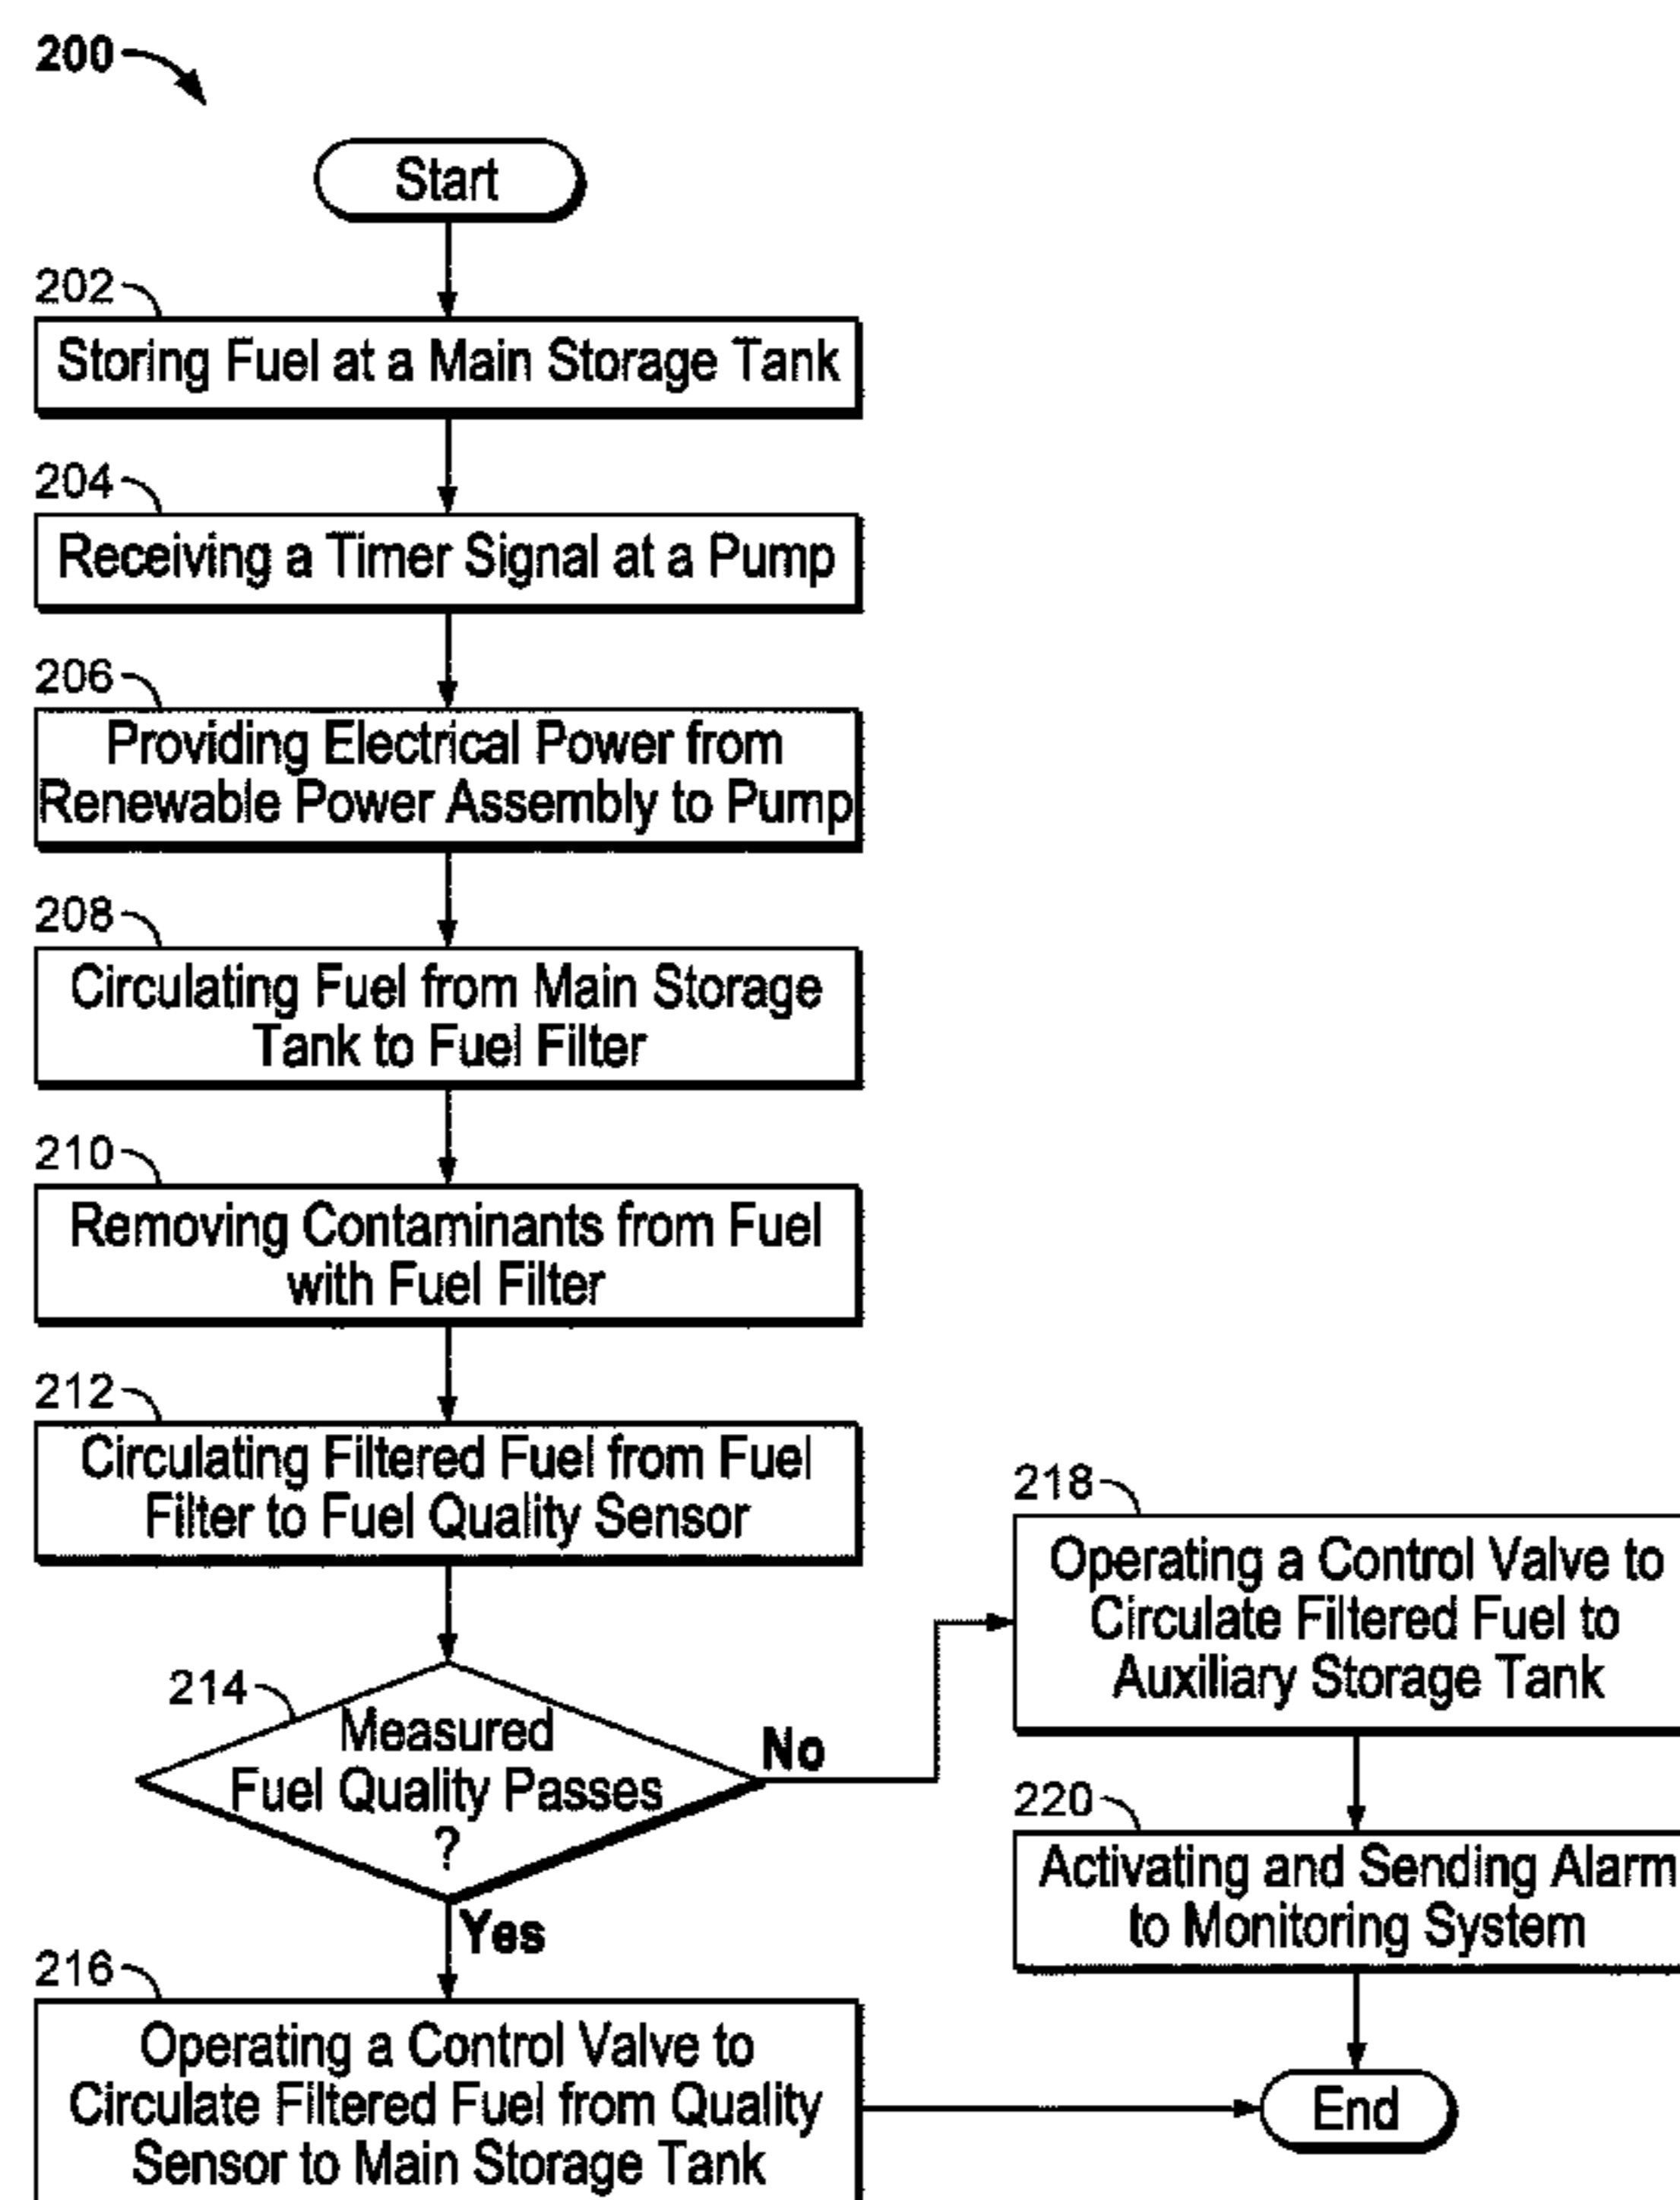 200
Start
202
Storing Fuel at a Main Storage Tank
204
Receiving a Timer Signal at a Pump
206
Providing Electrical Power from
Renewable Power Assembly to Pump
208
Circulating Fuel from Main Storage
Tank to Fuel Filter
210
Removing Contaminants from Fuel
with Fuel Filter
212
Circulating Filtered Fuel from Fuel
Filter to Fuel Quality Sensor
214
Measured
Fuel Quality Passes
?
No
Yes
216
Operating a Control Valve to
Circulate Filtered Fuel from Quality
Sensor to Main Storage Tank
218
Operating a Control Valve to
Circulate Filtered Fuel to
Auxiliary Storage Tank
220
Activating and Sending Alarm
to Monitoring System
End